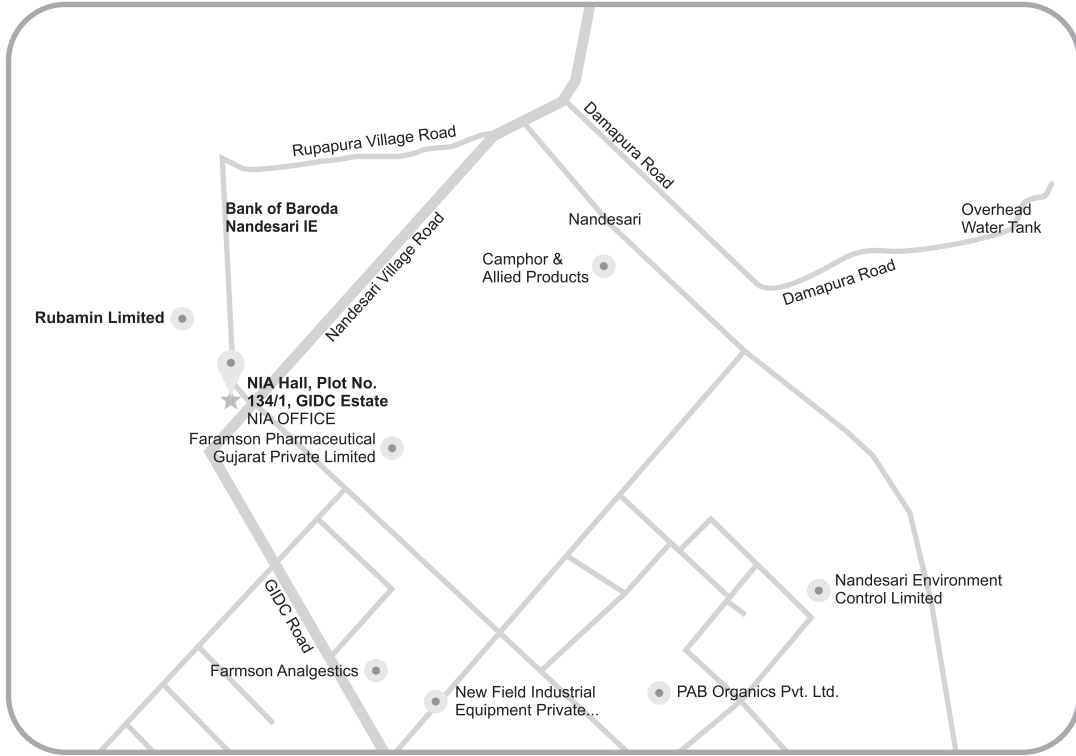 Damapura Road
Rupapura Village Road
Bank of Baroda
Nandesari IE
Nandesari
Overhead
Water Tank
Nandesari Village Road
Camphor &
Allied Products
Damapura Road
Rubamin Limited
NIA Hall, Plot No.
134/1, GIDC Estate
NIA OFFICE
Faramson Pharmaceutical
Gujarat Private Limited
GIDC Road
Nandesari Environment
Control Limited
Farmson Analgestics
New Field Industrial
Equipment Private...
PAB Organics Pvt. Ltd.